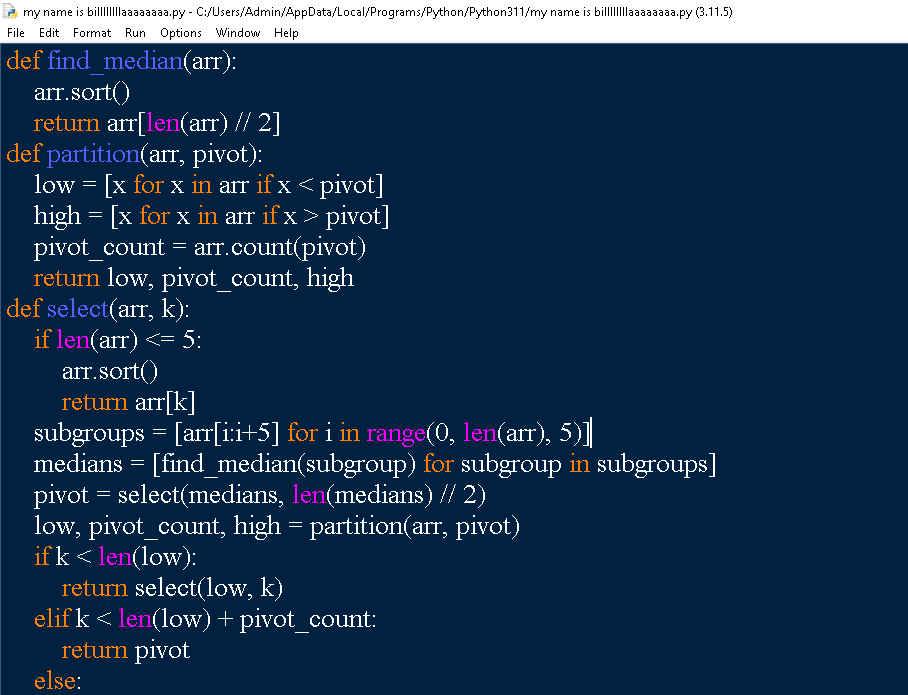 my name is billlllllllaaaaaaaa.py - C:/Users/Admin/AppData/Local/Programs/Python/Python311/my name is billlllllllaaaaaaaa.py (3.11.5)
File Edit Format Run Options Window Help
def find_median(arr):
    arr.sort()
    return arr[len(arr) // 2]
def partition(arr, pivot):
    low = [x for x in arr if x < pivot]
    high = [x for x in arr if x > pivot]
    pivot_count = arr.count(pivot)
    return low, pivot_count, high
def select(arr, k):
    if len(arr) <= 5:
        arr.sort()
        return arr[k]
    subgroups = [arr[i:i+5] for i in range(0, len(arr), 5)]
    medians = [find_median(subgroup) for subgroup in subgroups]
    pivot = select(medians, len(medians) // 2)
    low, pivot_count, high = partition(arr, pivot)
    if k < len(low):
        return select(low, k)
    elif k < len(low) + pivot_count:
        return pivot
    else: